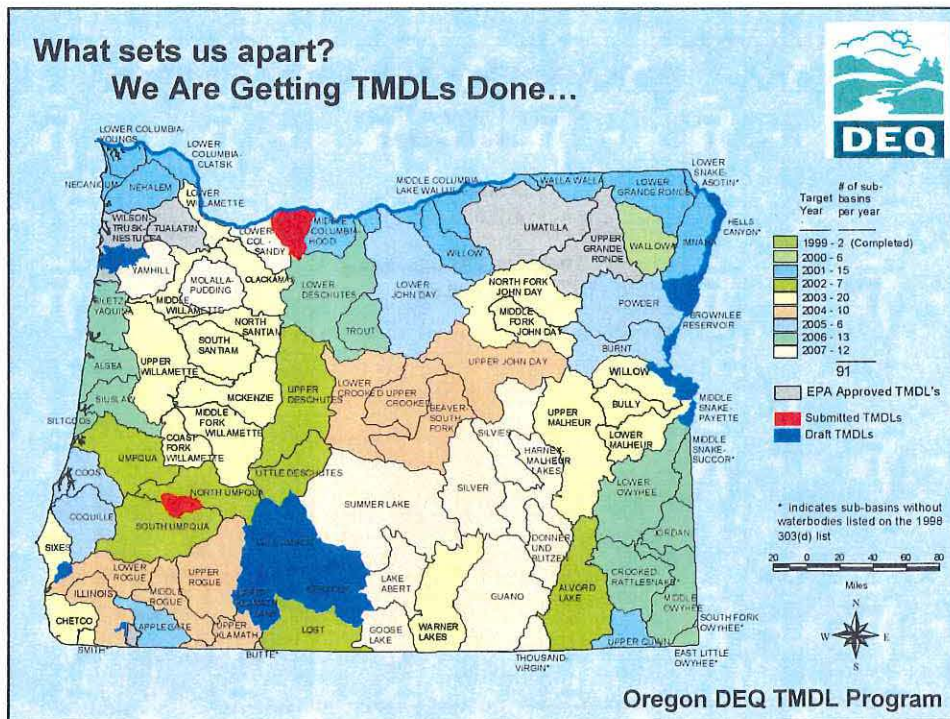 What sets us apart?
We Are Getting TMDLs Done...
DEQ
LOWER COLUMBIA-
YOUNGS
LOWER
COLUMBIA-
CLATSK
NECANICUM
NEHALEM
LOWER
WILLAMETTE
WILSON-
TRUSK-
NESTUCCA
TUALATIN
LOWER
COL-
SANDY
MIDDLE
COLUMBIA-
HOOD
MIDDLE COLUMBIA-
LAKE WALLU
WALLA WALLA
LOWER
GRANDE RONDE
LOWER
SNAKE-
ASOTIN*
HELLS
CANYON*
IMNAHA
WALLOWA
UMATILLA
UPPER
GRANDE
RONDE
WILLOW
YAMHILL
MOLALLA-
PUDDING
CLACKAMAS
LOWER
DESCHUTES
LOWER
JOHN DAY
NORTH FORK
JOHN DAY
MIDDLE
FORK
JOHN DAY
POWDER
BROWNLEE
RESERVOIR
SILETZ
YAQUINA
MIDDLE
WILLAMETTE
NORTH
SANTIAM
SOUTH
SANTIAM
TROUT
BURNT
ALSEA
UPPER
WILLAMETTE
UPPER JOHN DAY
WILLOW
SIUSLAW
MCKENZIE
UPPER
DESCHUTES
LOWER
CROOKED
UPPER
CROOKED
BEAVER
SOUTH
FORK
BULLY
MIDDLE
SNAKE-
PAYETTE
SILTCOOS
MIDDLE
FORK
WILLAMETTE
COAST
FORK
WILLAMETTE
SILVIES
UPPER
MALHEUR
LOWER
MALHEUR
MIDDLE
SNAKE-
SUCCOR*
UMPQUA
HARNEY-
MALHEUR
LAKES
COOS
LITTLE DESCHUTES
NORTH UMPQUA
SUMMER LAKE
SILVER
LOWER
OWYHEE
COQUILLE
SOUTH UMPQUA
DONNER
UND
BLITZEN
JORDAN
SIXES
LOWER
ROGUE
UPPER
ROGUE
LAKE
ABERT
GUANO
ALVORD
LAKE
CROOKED
RATTLESNAKE*
ILLINOIS
MIDDLE
ROGUE
MIDDLE
OWYHEE
CHETCO
APPLEGATE
UPPER
KLAMATH
LOST
GOOSE
LAKE
WARNER
LAKES
UPPER QUINN
SOUTH FORK
OWYHEE*
SMITH*
BUTTE*
THOUSAND-
VIRGIN*
EAST LITTLE
OWYHEE*
Target
Year
# of sub-
basins
per year
1999 - 2 (Completed)
2000 - 6
2001 - 15
2002 - 7
2003 - 20
2004 - 10
2005 - 6
2006 - 13
2007 - 12
91
EPA Approved TMDL's
Submitted TMDLs
Draft TMDLs
* Indicates sub-basins without
waterbodies listed on the 1998
303(d) list
20 0 20 40 60 80
Miles
N
W E
S
Oregon DEQ TMDL Program